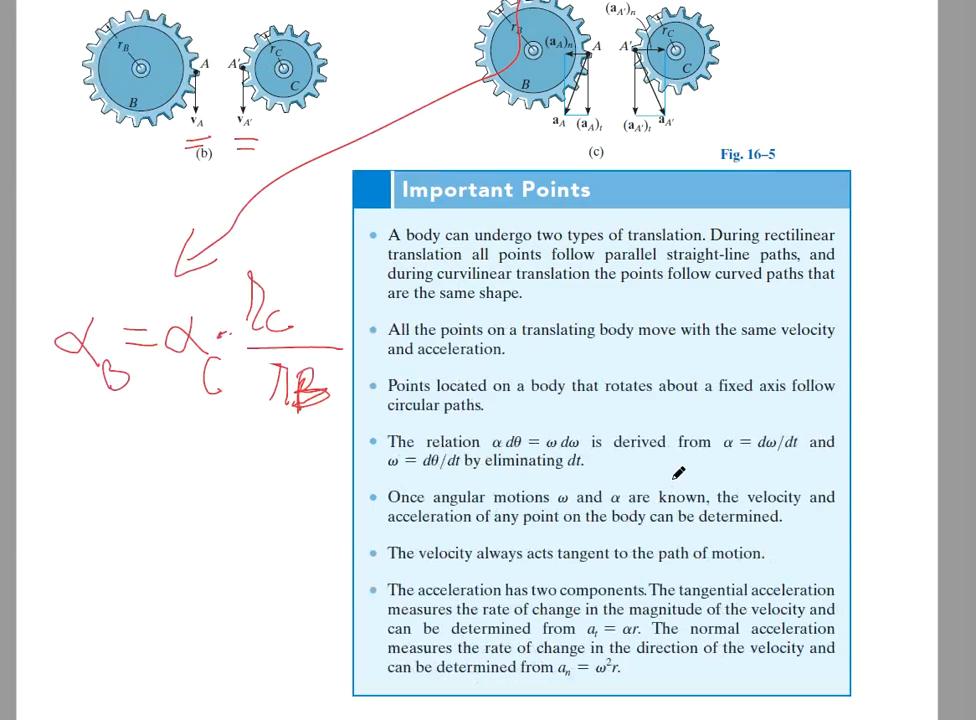 (a_A')_n
r_B
A
A'
r_C
C
B
v_A
v_A'
(b)
r_B
(a_A)_n
A
A'
r_C
C
B
a_A
(a_A)_t
(a_A')_t
a_A'
(c)
Fig. 16–5
Important Points
• A body can undergo two types of translation. During rectilinear
translation all points follow parallel straight-line paths, and
during curvilinear translation the points follow curved paths that
are the same shape.
• All the points on a translating body move with the same velocity
and acceleration.
• Points located on a body that rotates about a fixed axis follow
circular paths.
• The relation α dθ = ω dω is derived from α = dω/dt and
ω = dθ/dt by eliminating dt.
• Once angular motions ω and α are known, the velocity and
acceleration of any point on the body can be determined.
• The velocity always acts tangent to the path of motion.
• The acceleration has two components. The tangential acceleration
measures the rate of change in the magnitude of the velocity and
can be determined from a_t = αr. The normal acceleration
measures the rate of change in the direction of the velocity and
can be determined from a_n = ω²r.
α_B = α_C · r_C / r_B